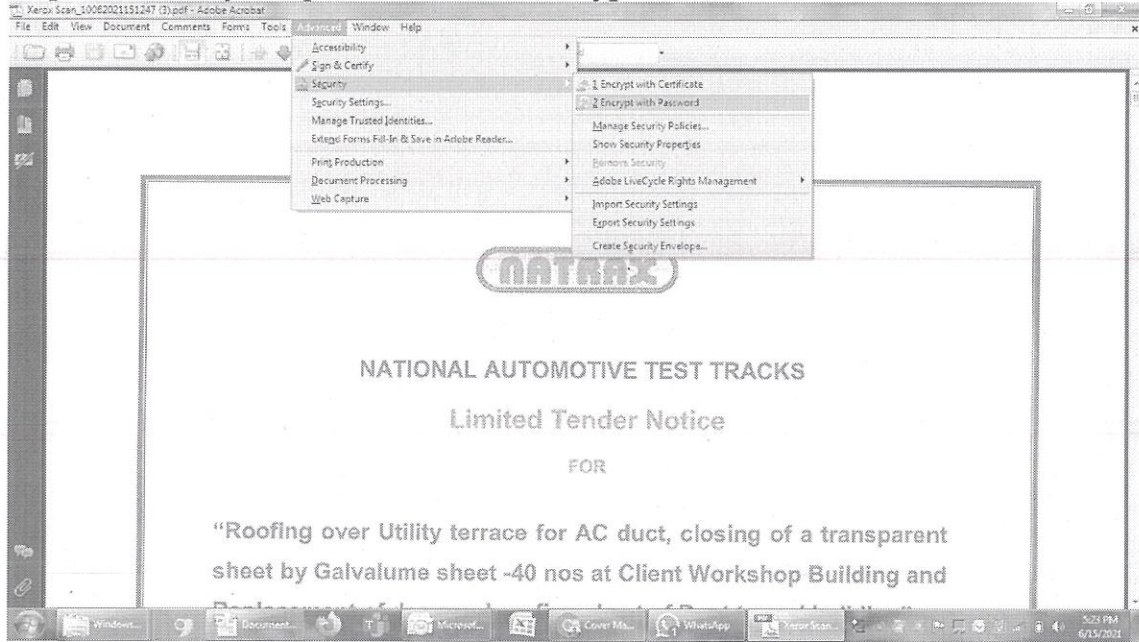 Xerox Scan_10062021151247 (3).pdf - Adobe Acrobat
File Edit View Document Comments Forms Tools Advanced Window Help
Accessibility
Sign & Certify
Security
Security Settings...
Manage Trusted Identities...
Extend Forms Fill-In & Save in Adobe Reader...
Print Production
Document Processing
Web Capture
1 Encrypt with Certificate
2 Encrypt with Password
Manage Security Policies...
Show Security Properties
Remove Security
Adobe LiveCycle Rights Management
Import Security Settings
Export Security Settings
Create Security Envelope...
NATRAX
NATIONAL AUTOMOTIVE TEST TRACKS
Limited Tender Notice
FOR
“Roofing over Utility terrace for AC duct, closing of a transparent
sheet by Galvalume sheet -40 nos at Client Workshop Building and
Windows... Document... Microsof... Cover Ma... WhatsApp Xerox Scan...
5:23 PM
6/15/2021